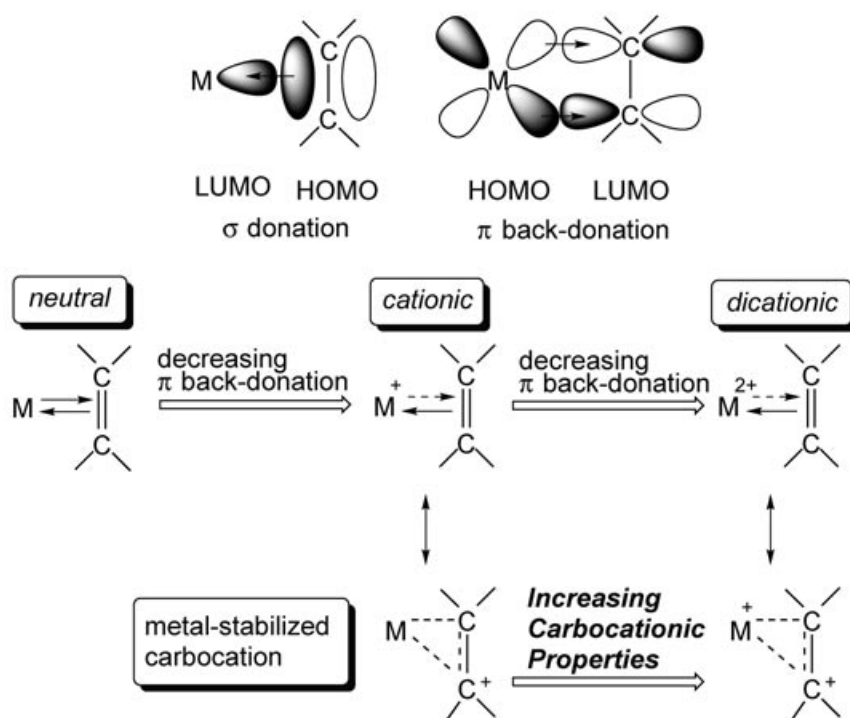 M C C M C C
LUMO HOMO HOMO LUMO
σ donation π back-donation
neutral cationic dicationic
decreasing
π back-donation
decreasing
π back-donation
M C C M+ C C M2+ C C
metal-stabilized
carbocation
M C C+
Increasing
Carbocationic
Properties
M+ C C+